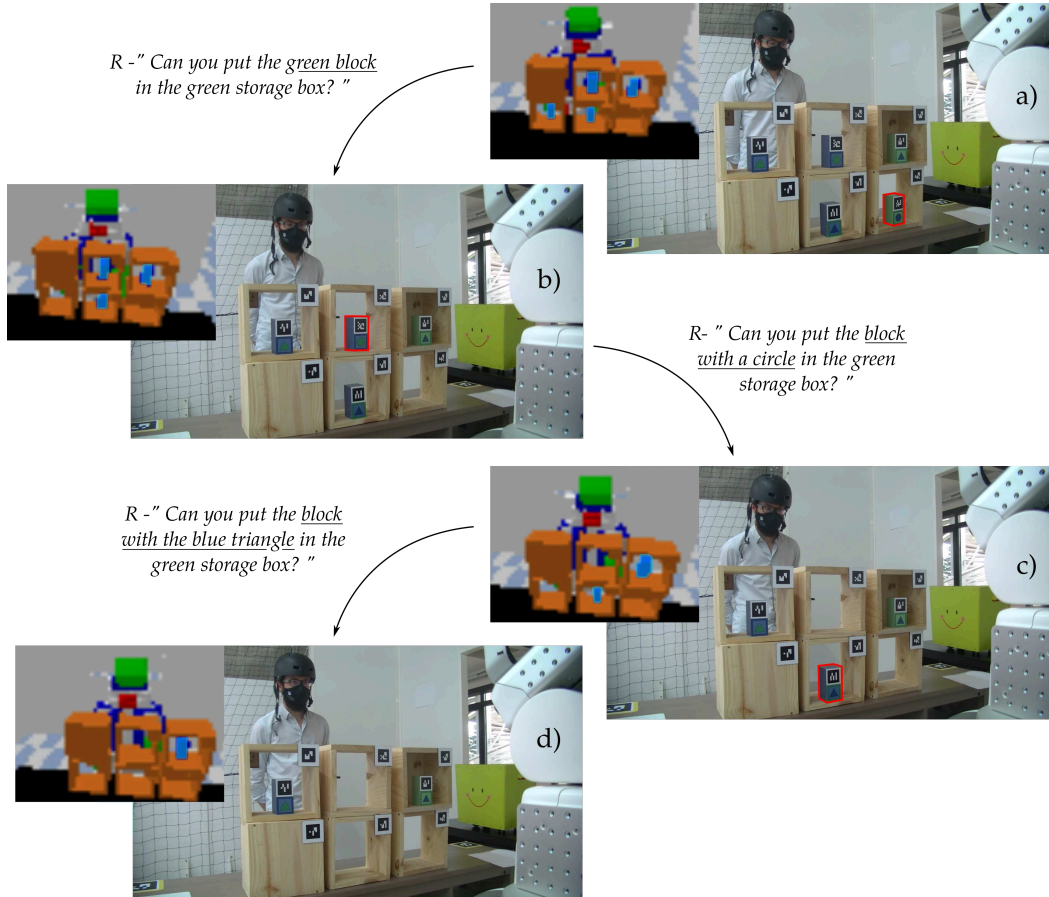 R -" Can you put the green block
in the green storage box? "
a)
b)
R- " Can you put the block
with a circle in the green
storage box? "
c)
R -" Can you put the block
with the blue triangle in the
green storage box? "
d)